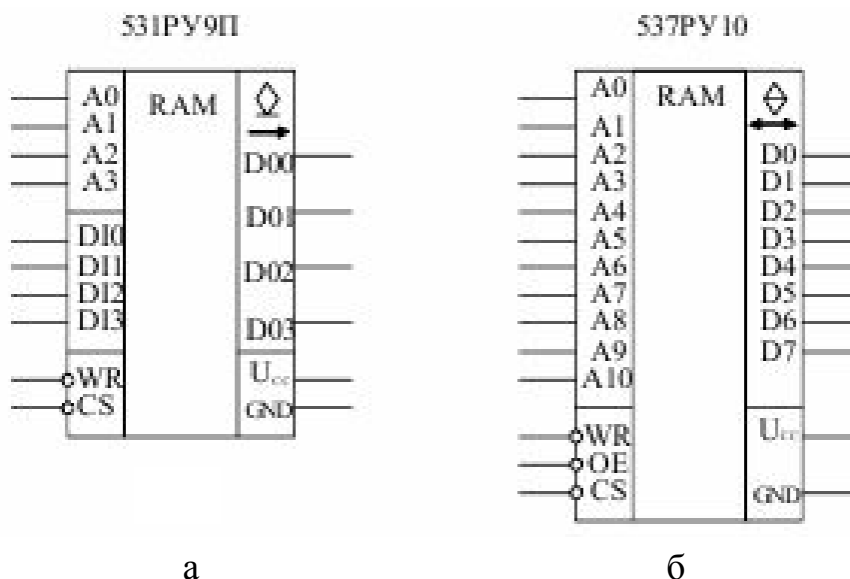 531РУ9П
A0
A1
A2
A3
DI0
DI1
DI2
DI3
WR
CS
RAM
D00
D01
D02
D03
Ucc
GND
а
537РУ10
A0
A1
A2
A3
A4
A5
A6
A7
A8
A9
A10
WR
OE
CS
RAM
D0
D1
D2
D3
D4
D5
D6
D7
Ucc
GND
б